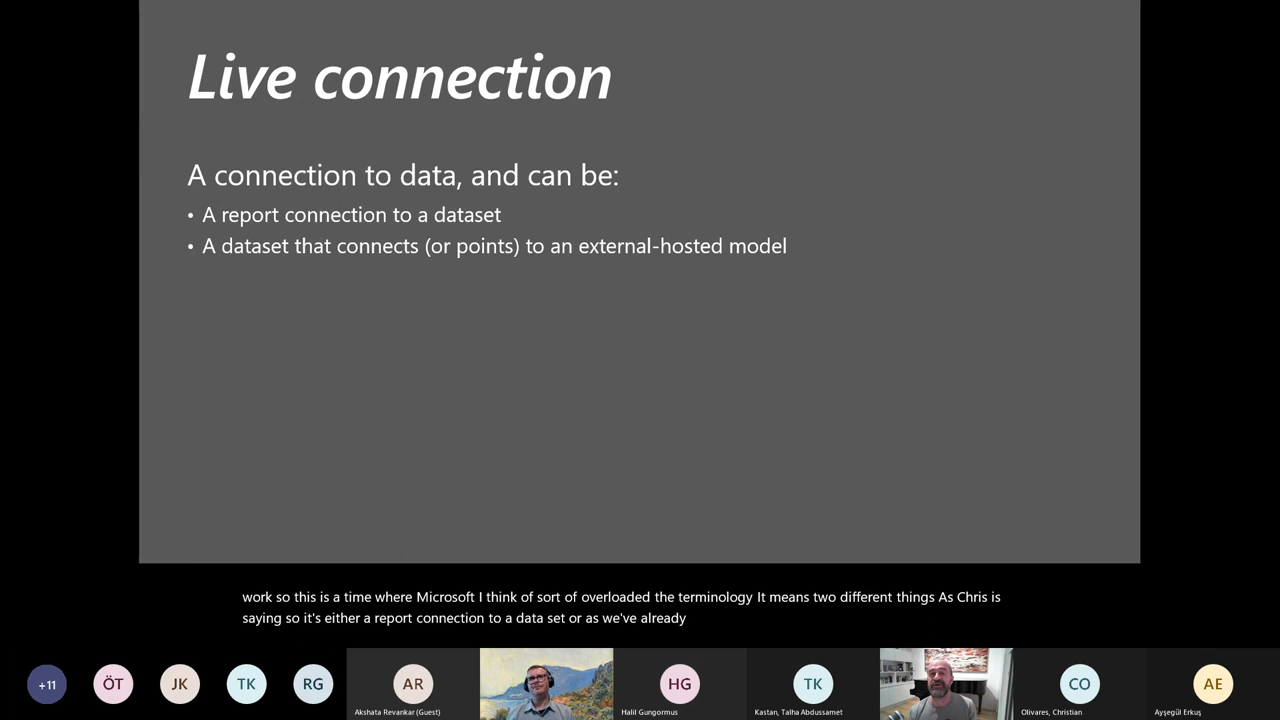 Live connection
A connection to data, and can be:
• A report connection to a dataset
• A dataset that connects (or points) to an external-hosted model
work so this is a time where Microsoft I think of sort of overloaded the terminology It means two different things As Chris is
saying so it's either a report connection to a data set or as we've already
+11
ÖT
JK
TK
RG
AR
HG
TK
CO
AE
Akshata Revankar (Guest)
Halil Gungormus
Kastan, Talha Abdussamet
Olivares, Christian
Ayşegül Erkuş